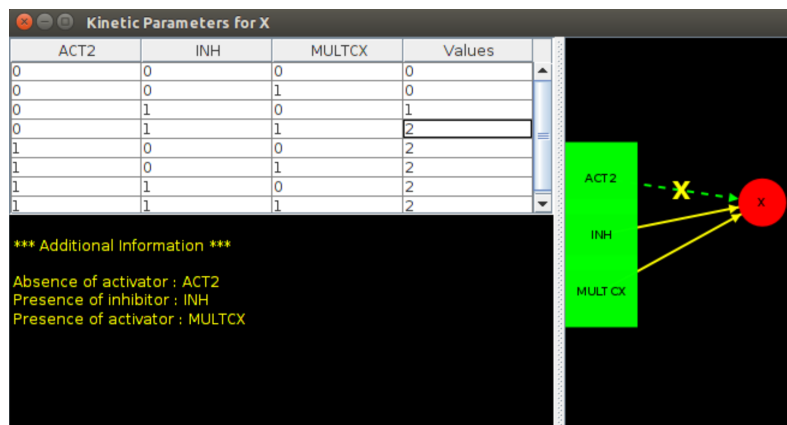 Kinetic Parameters for X
ACT2 INH MULTCX Values
0 0 0 0
0 0 1 0
0 1 0 1
0 1 1 2
1 0 0 2
1 0 1 2
1 1 0 2
1 1 1 2
*** Additional Information ***
Absence of activator : ACT2
Presence of inhibitor : INH
Presence of activator : MULTCX
ACT2
X
X
INH
MULTCX